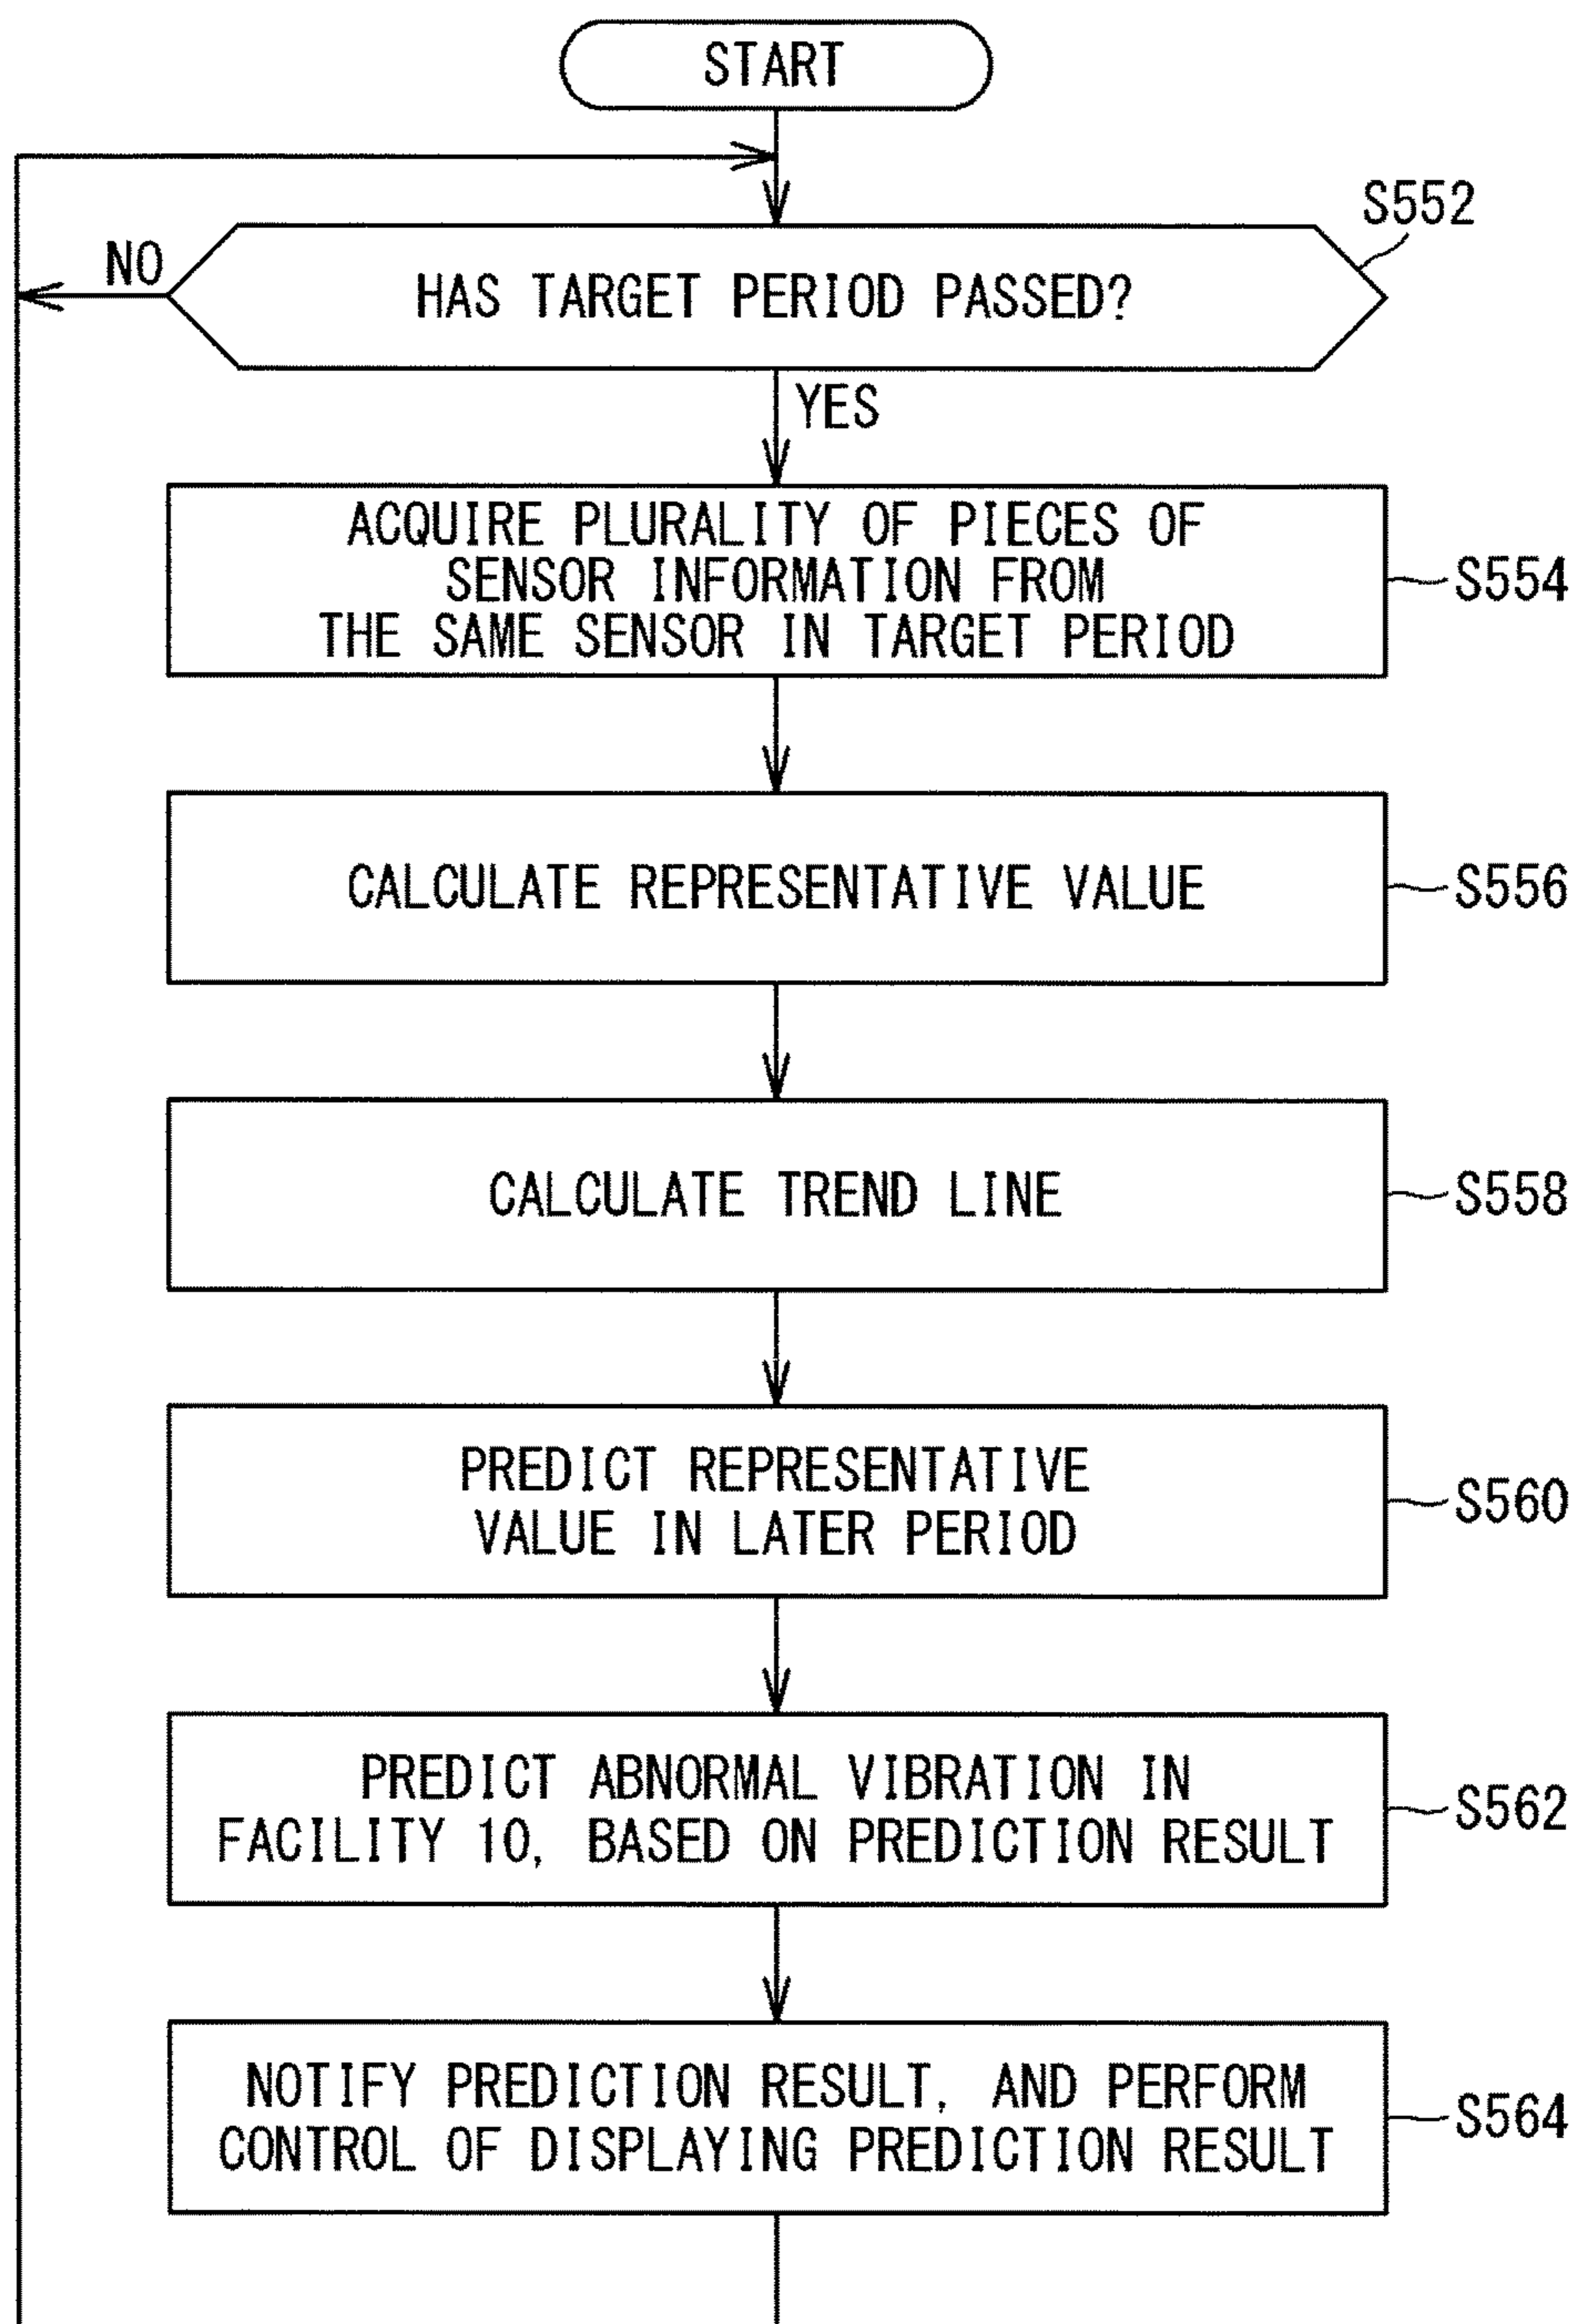 START
S552
NO
HAS TARGET PERIOD PASSED?
YES
ACQUIRE PLURALITY OF PIECES OF
SENSOR INFORMATION FROM
THE SAME SENSOR IN TARGET PERIOD
S554
CALCULATE REPRESENTATIVE VALUE
S556
CALCULATE TREND LINE
S558
PREDICT REPRESENTATIVE
VALUE IN LATER PERIOD
S560
PREDICT ABNORMAL VIBRATION IN
FACILITY 10, BASED ON PREDICTION RESULT
S562
NOTIFY PREDICTION RESULT, AND PERFORM
CONTROL OF DISPLAYING PREDICTION RESULT
S564